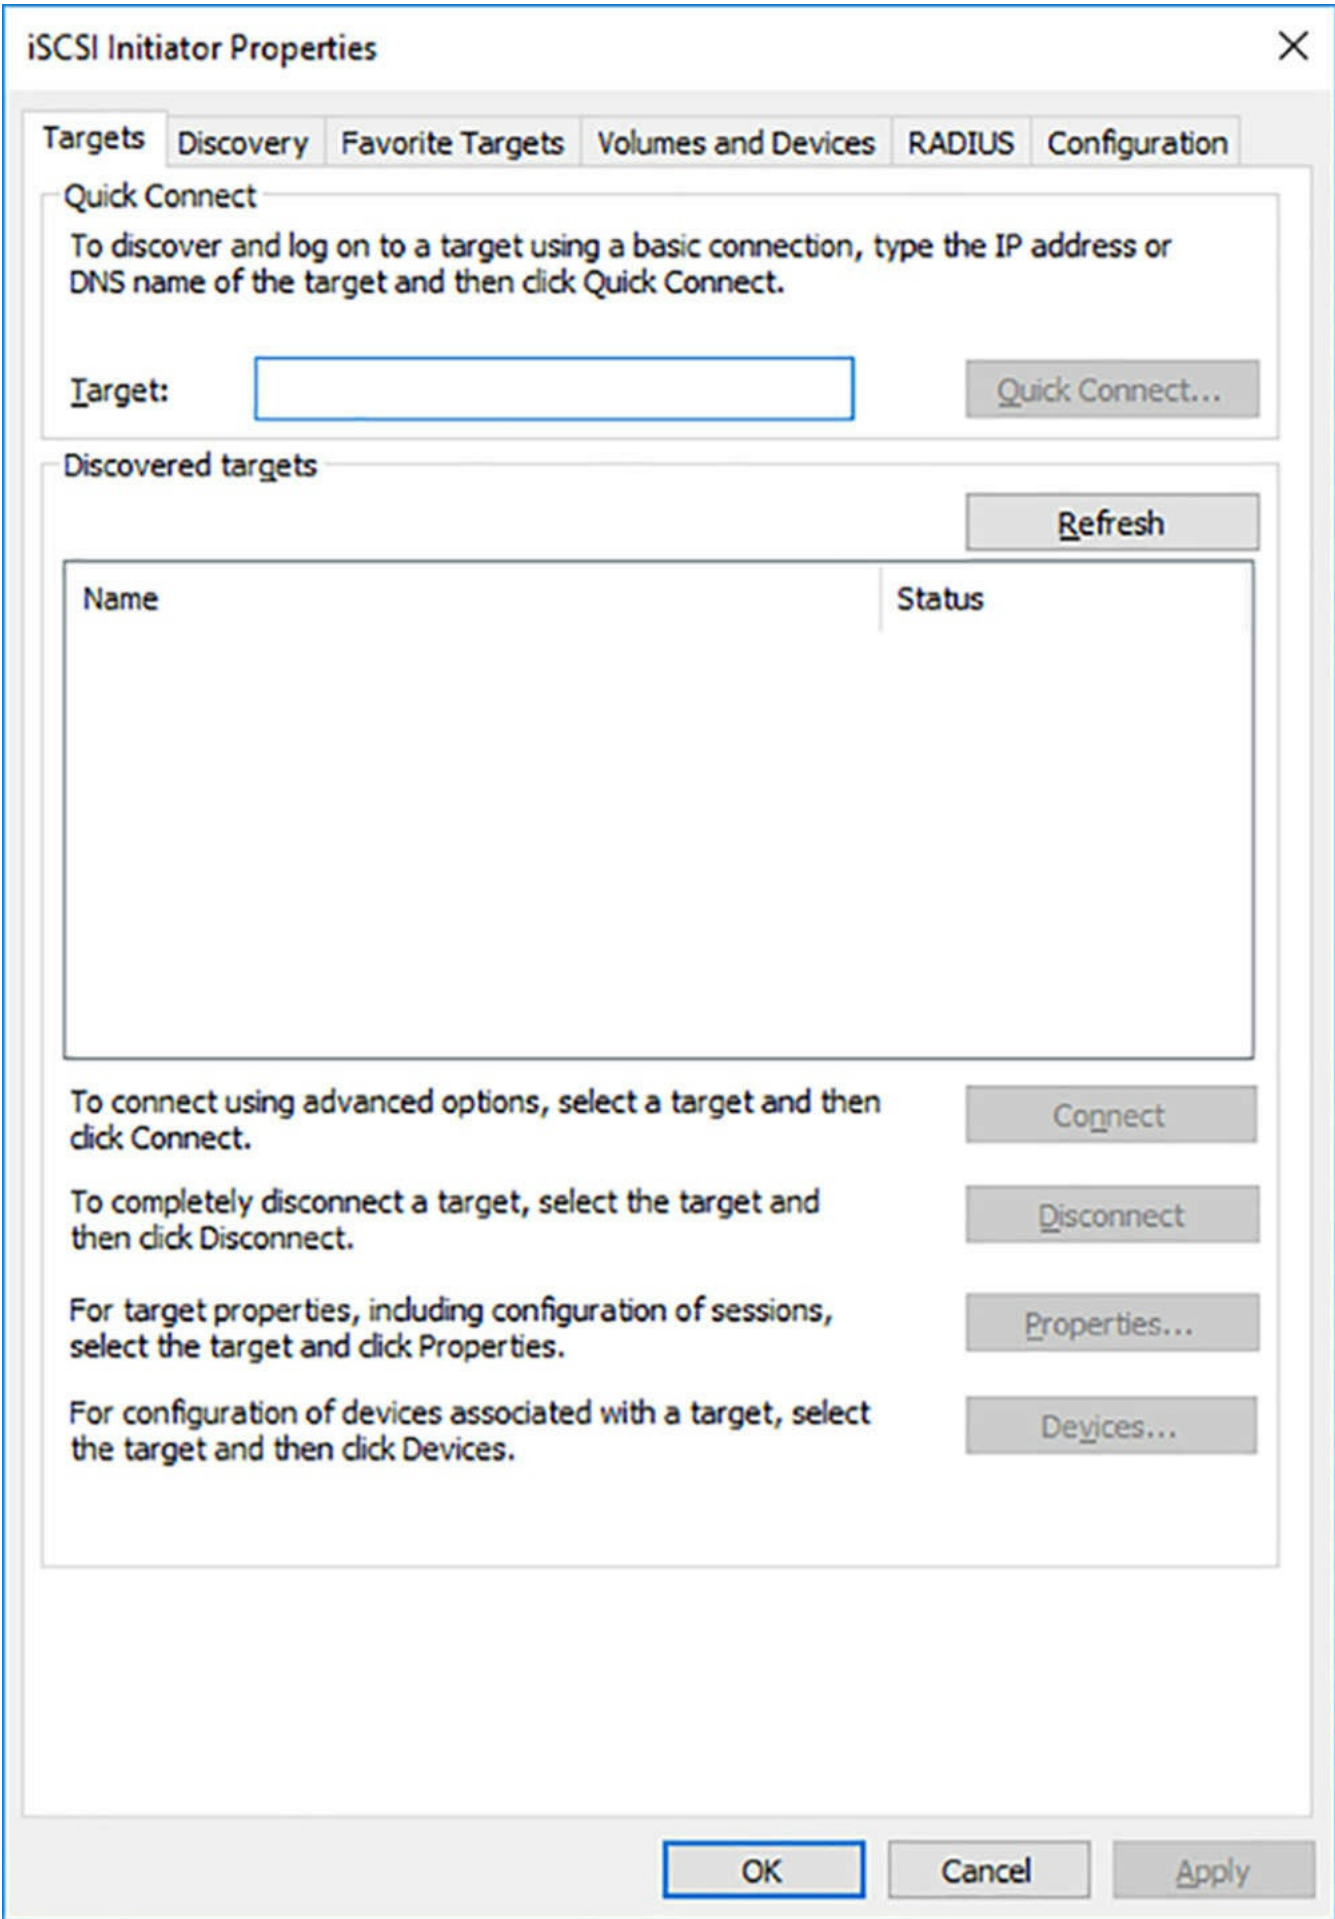 iSCSI Initiator Properties
Targets Discovery Favorite Targets Volumes and Devices RADIUS Configuration
Quick Connect
To discover and log on to a target using a basic connection, type the IP address or
DNS name of the target and then click Quick Connect.
Target: Quick Connect...
Discovered targets
Refresh
Name Status
To connect using advanced options, select a target and then
click Connect.
Connect
To completely disconnect a target, select the target and
then click Disconnect.
Disconnect
For target properties, including configuration of sessions,
select the target and click Properties.
Properties...
For configuration of devices associated with a target, select
the target and then click Devices.
Devices...
OK Cancel Apply